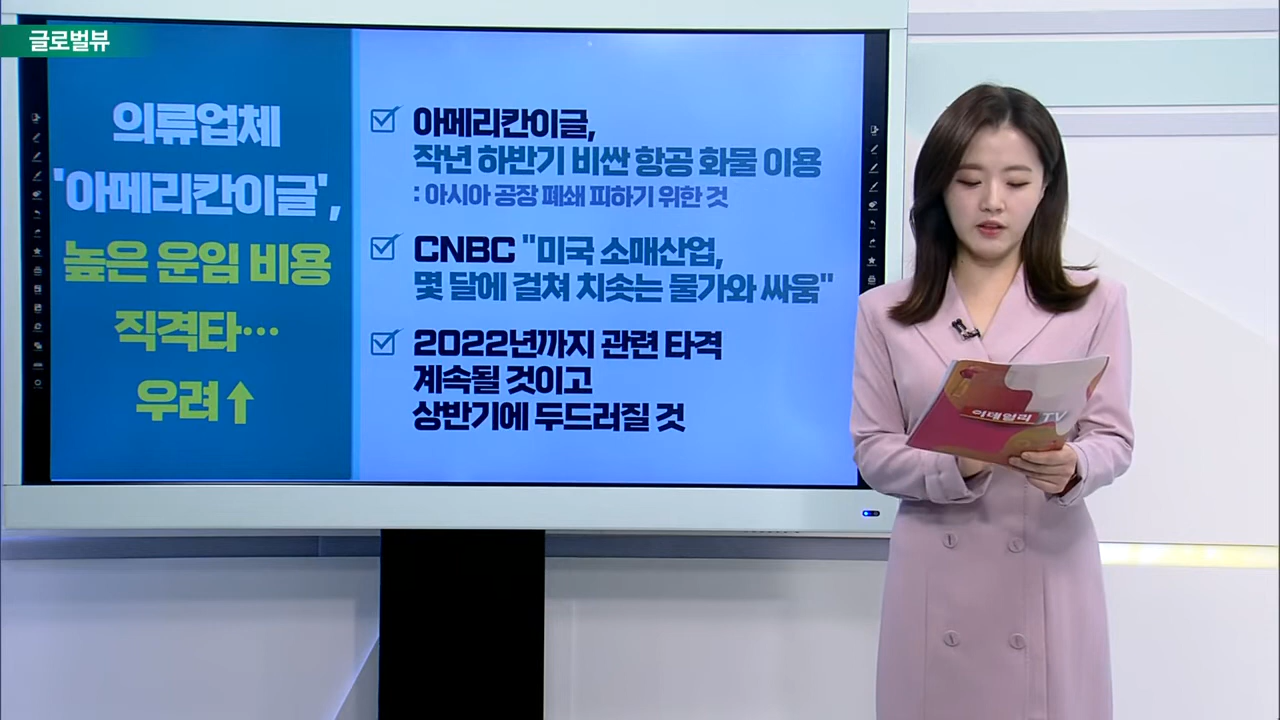 글로벌뷰
의류업체
'아메리칸이글',
높은 운임 비용
직격타…
우려↑
아메리칸이글,
작년 하반기 비싼 항공 화물 이용
: 아시아 공장 폐쇄 피하기 위한 것
CNBC "미국 소매산업,
몇 달에 걸쳐 치솟는 물가와 싸움"
2022년까지 관련 타격
계속될 것이고
상반기에 두드러질 것
이데일리 TV